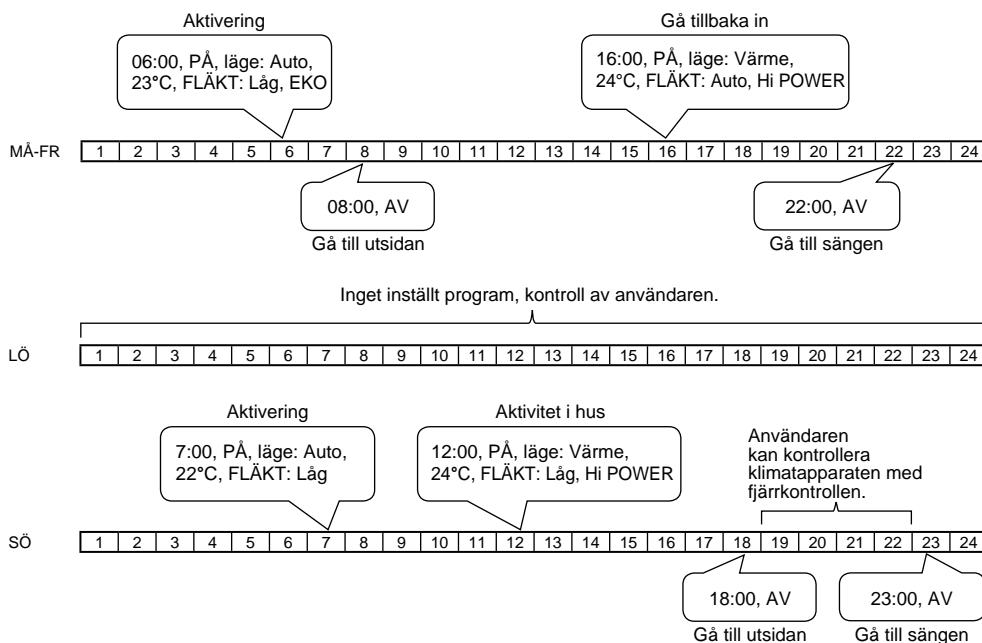 Aktivering
06:00, PÅ, läge: Auto,
23°C, FLÄKT: Låg, EKO
Gå tillbaka in
16:00, PÅ, läge: Värme,
24°C, FLÄKT: Auto, Hi POWER
MÅ-FR 1 2 3 4 5 6 7 8 9 10 11 12 13 14 15 16 17 18 19 20 21 22 23 24
08:00, AV
Gå till utsidan
22:00, AV
Gå till sängen
Inget inställt program, kontroll av användaren.
LÖ 1 2 3 4 5 6 7 8 9 10 11 12 13 14 15 16 17 18 19 20 21 22 23 24
Aktivering
7:00, PÅ, läge: Auto,
22°C, FLÄKT: Låg
Aktivitet i hus
12:00, PÅ, läge: Värme,
24°C, FLÄKT: Låg, Hi POWER
Användaren
kan kontrollera
klimatapparaten med
fjärrkontrollen.
SÖ 1 2 3 4 5 6 7 8 9 10 11 12 13 14 15 16 17 18 19 20 21 22 23 24
18:00, AV
Gå till utsidan
23:00, AV
Gå till sängen